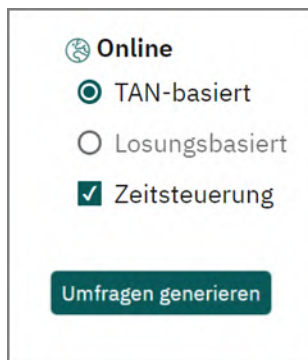 Online
TAN-basiert
Losungsbasiert
Zeitsteuerung
Umfragen generieren